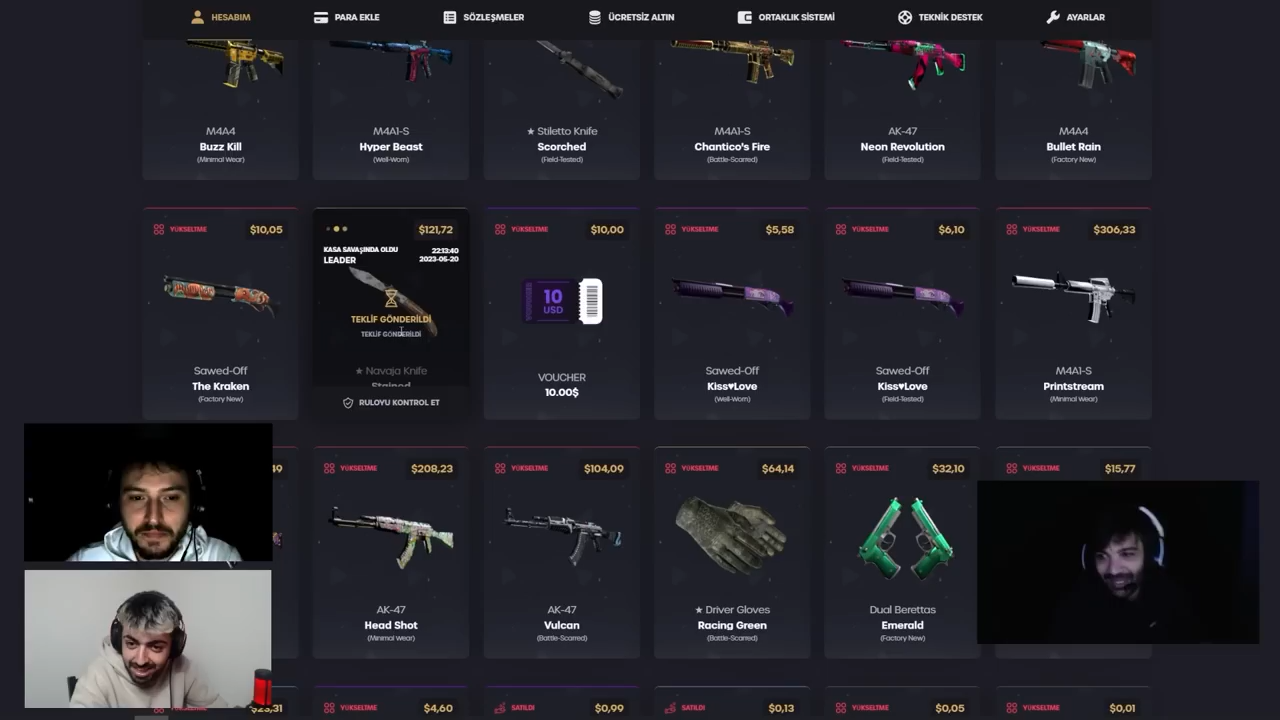 HESABIM
PARA EKLE
SÖZLEŞMELER
ÜCRETSİZ ALTIN
ORTAKLIK SİSTEMİ
TEKNİK DESTEK
AYARLAR
M4A4
Buzz Kill
(Minimal Wear)
M4A1-S
Hyper Beast
(Well-Worn)
★ Stiletto Knife
Scorched
(Field-Tested)
M4A1-S
Chantico's Fire
(Battle-Scarred)
AK-47
Neon Revolution
(Field-Tested)
M4A4
Bullet Rain
(Factory New)
YÜKSELTME
$10,05
Sawed-Off
The Kraken
(Factory New)
$121,72
KASA SAVAŞINDA OLDU
LEADER
22:13:40
2023-05-20
TEKLİF GÖNDERİLDİ
TEKLİF GÖNDERİLDİ
★ Navaja Knife
Stained
RULOYU KONTROL ET
YÜKSELTME
$10,00
10
USD
VOUCHER
10.00$
YÜKSELTME
$5,58
Sawed-Off
Kiss♥Love
(Well-Worn)
YÜKSELTME
$6,10
Sawed-Off
Kiss♥Love
(Field-Tested)
YÜKSELTME
$306,33
M4A1-S
Printstream
(Minimal Wear)
YÜKSELTME
$208,23
AK-47
Head Shot
(Minimal Wear)
YÜKSELTME
$104,09
AK-47
Vulcan
(Battle-Scarred)
YÜKSELTME
$64,14
★ Driver Gloves
Racing Green
(Battle-Scarred)
YÜKSELTME
$32,10
Dual Berettas
Emerald
(Factory New)
YÜKSELTME
$15,77
YÜKSELTME
$4,60
SATILDI
$0,99
SATILDI
$0,13
YÜKSELTME
$0,05
YÜKSELTME
$0,01